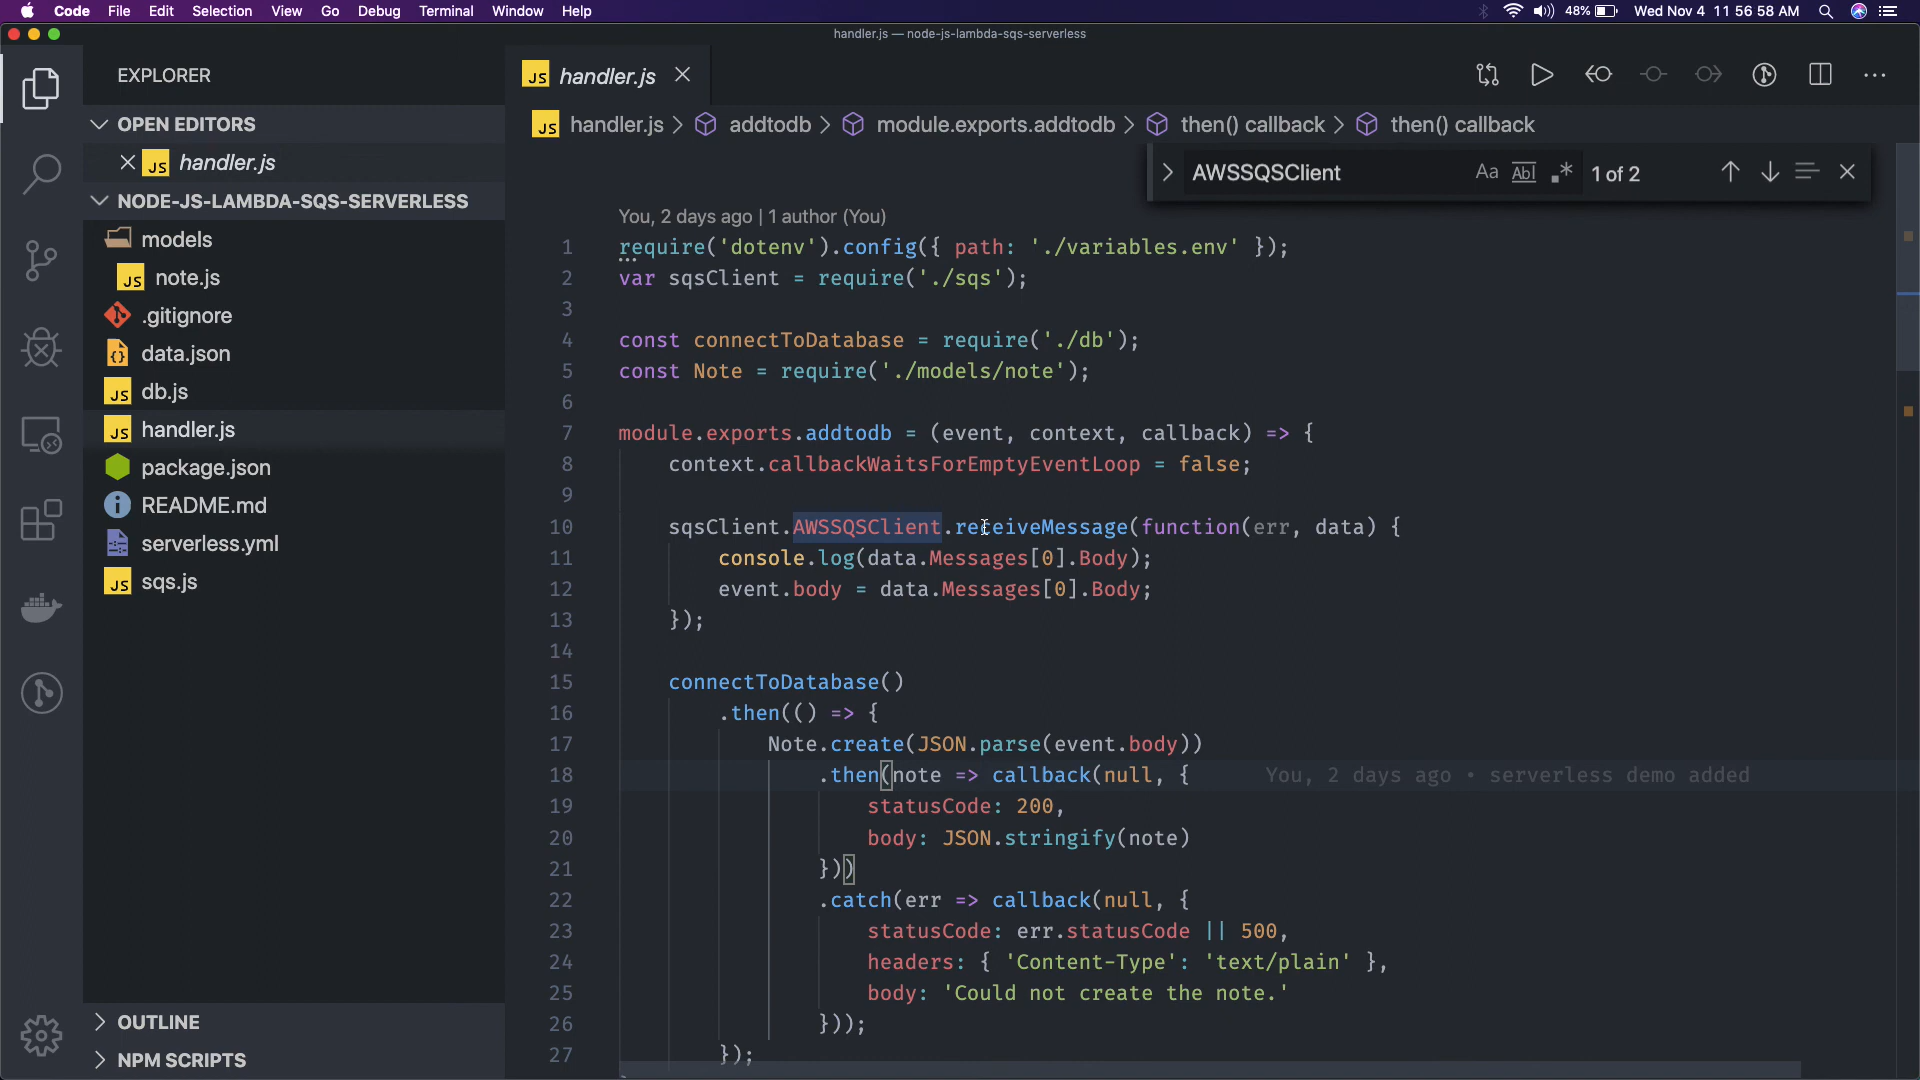 Code File Edit Selection View Go Debug Terminal Window Help 48% Wed Nov 4 11 56 58 AM
handler.js — node-js-lambda-sqs-serverless
EXPLORER
OPEN EDITORS
JS handler.js
NODE-JS-LAMBDA-SQS-SERVERLESS
models
JS note.js
.gitignore
{} data.json
JS db.js
JS handler.js
package.json
README.md
serverless.yml
JS sqs.js
OUTLINE
NPM SCRIPTS
JS handler.js
JS handler.js > addtodb > module.exports.addtodb > then() callback > then() callback
AWSSQSClient Aa Abl .* 1 of 2
You, 2 days ago | 1 author (You)
1 require('dotenv').config({ path: './variables.env' });
2 var sqsClient = require('./sqs');
3
4 const connectToDatabase = require('./db');
5 const Note = require('./models/note');
6
7 module.exports.addtodb = (event, context, callback) => {
8 context.callbackWaitsForEmptyEventLoop = false;
9
10 sqsClient.AWSSQSClient.receiveMessage(function(err, data) {
11 console.log(data.Messages[0].Body);
12 event.body = data.Messages[0].Body;
13 });
14
15 connectToDatabase()
16 .then(() => {
17 Note.create(JSON.parse(event.body))
18 .then(note => callback(null, { You, 2 days ago • serverless demo added
19 statusCode: 200,
20 body: JSON.stringify(note)
21 }))
22 .catch(err => callback(null, {
23 statusCode: err.statusCode || 500,
24 headers: { 'Content-Type': 'text/plain' },
25 body: 'Could not create the note.'
26 }));
27 });